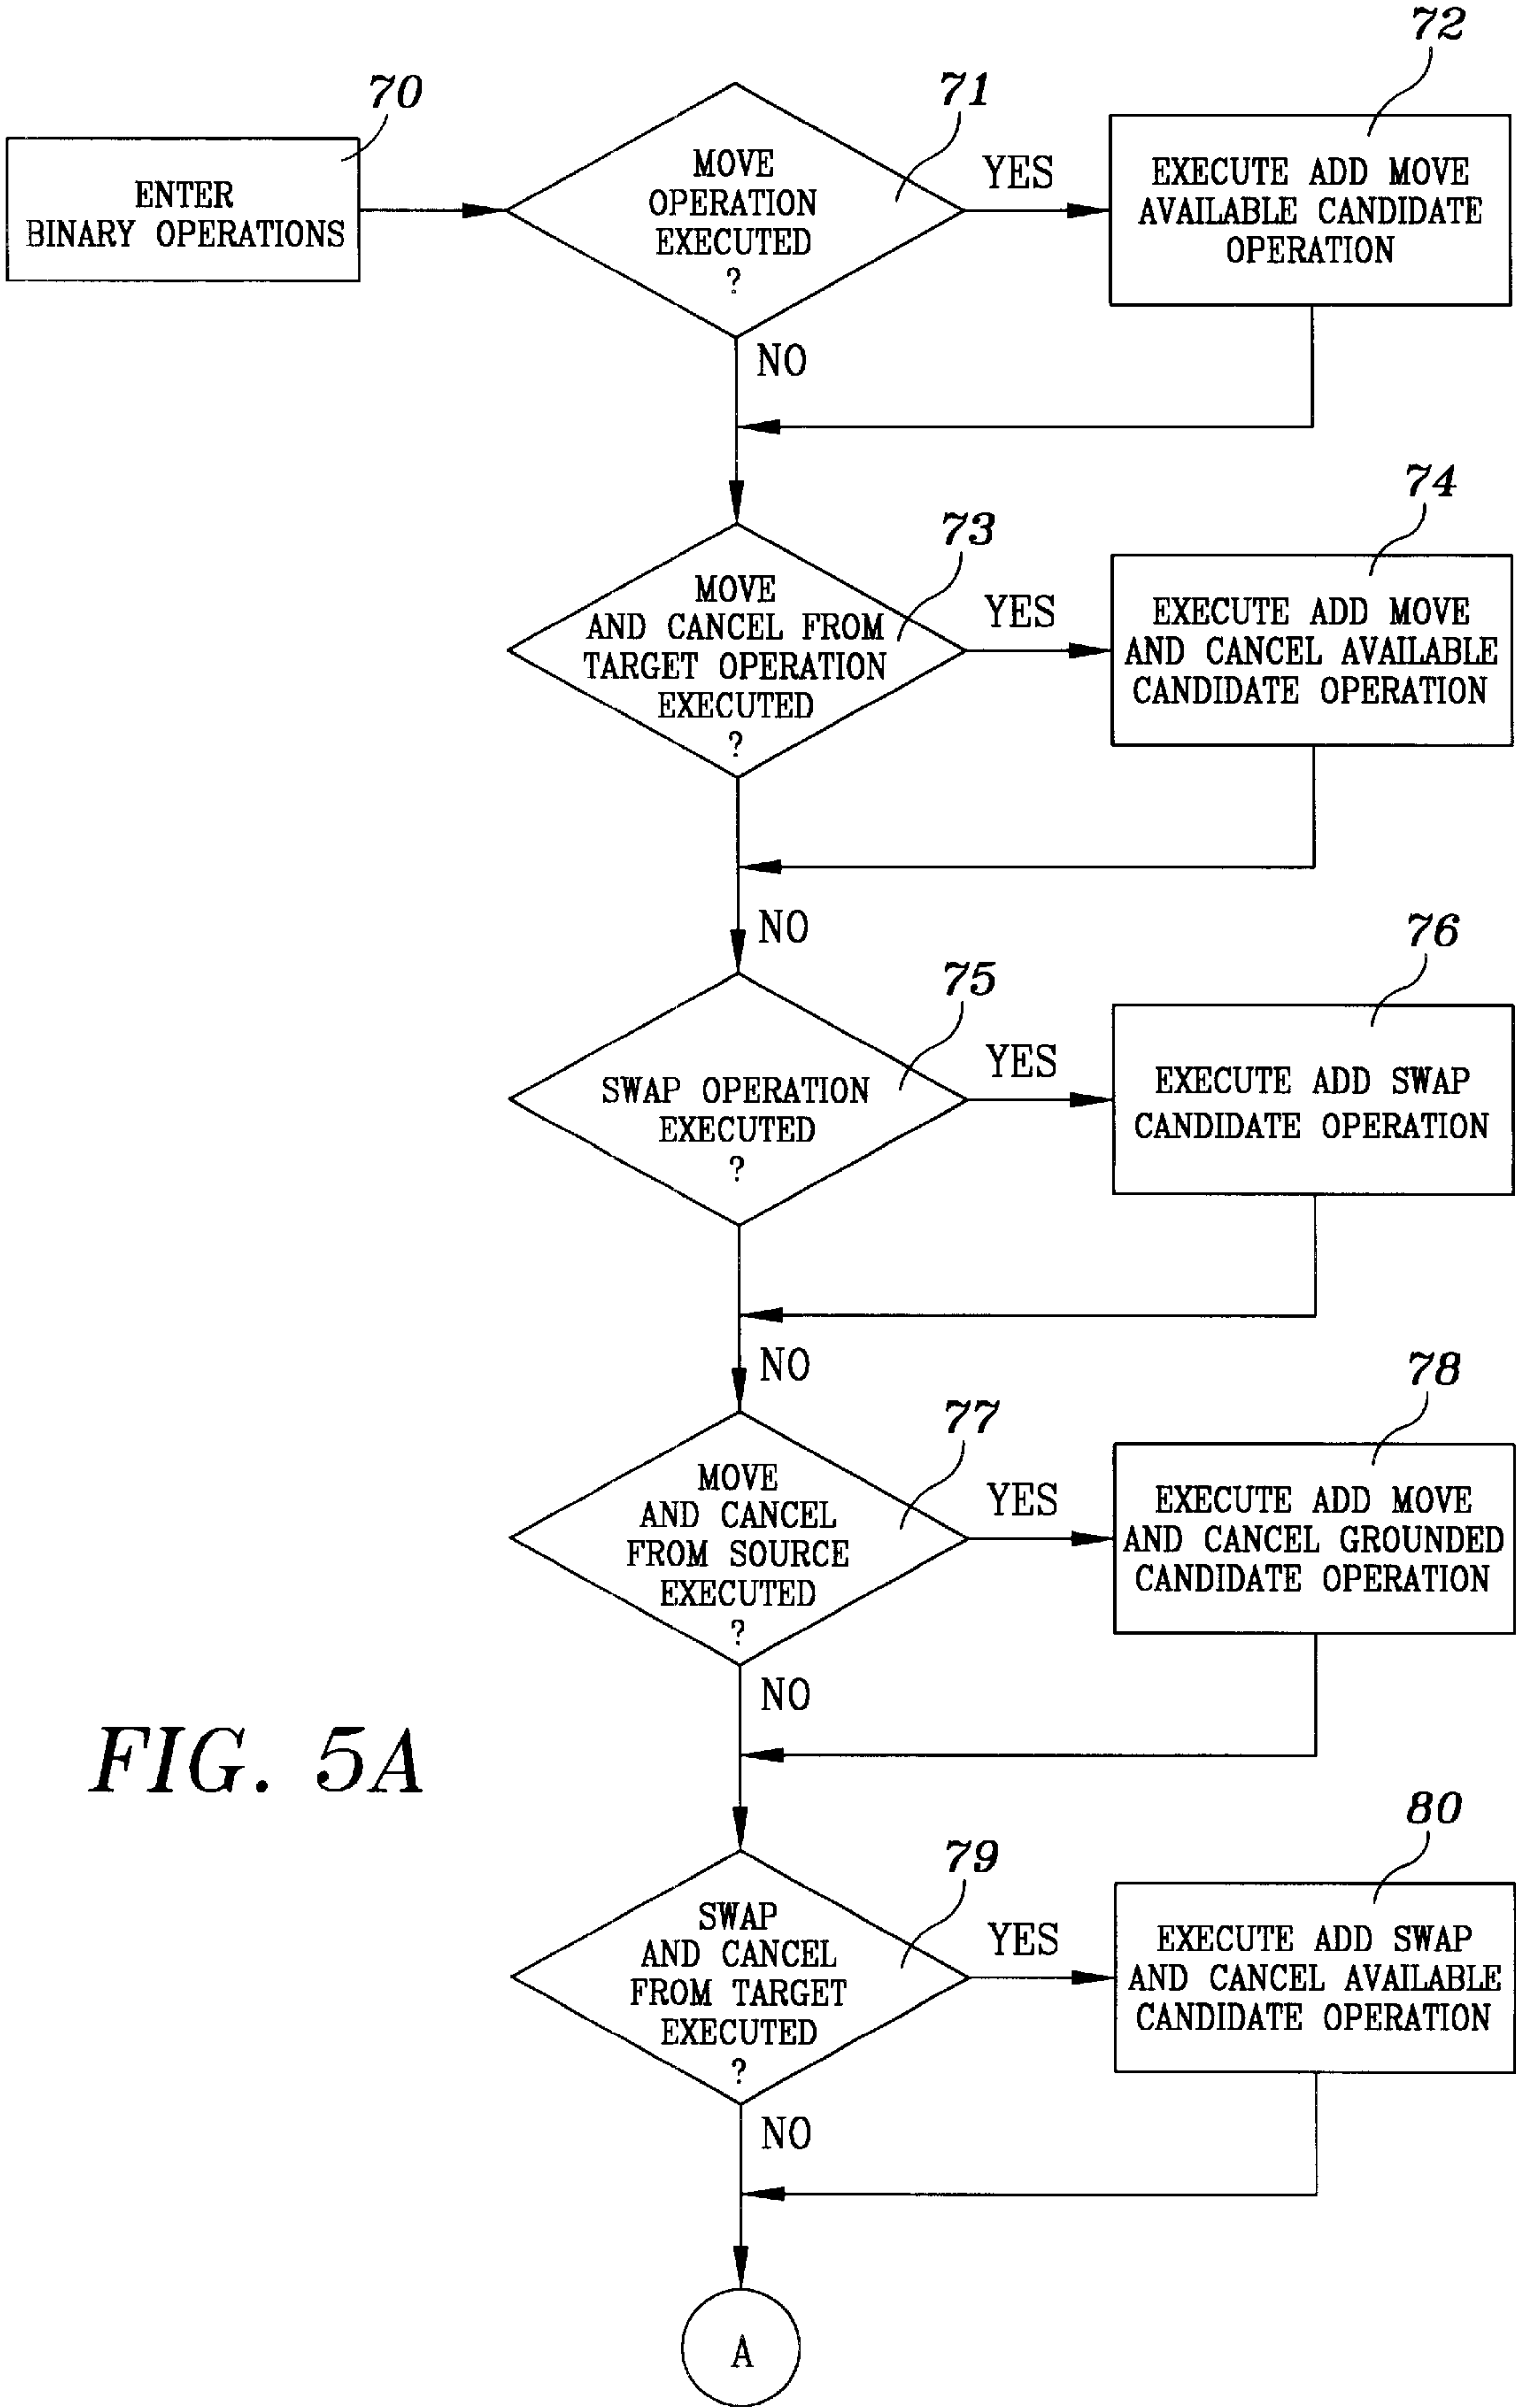 72
70
71
ENTER
BINARY OPERATIONS
MOVE
OPERATION
EXECUTED
?
YES
EXECUTE ADD MOVE
AVAILABLE CANDIDATE
OPERATION
NO
74
73
MOVE
AND CANCEL FROM
TARGET OPERATION
EXECUTED
?
YES
EXECUTE ADD MOVE
AND CANCEL AVAILABLE
CANDIDATE OPERATION
NO
76
75
SWAP OPERATION
EXECUTED
?
YES
EXECUTE ADD SWAP
CANDIDATE OPERATION
NO
78
77
MOVE
AND CANCEL
FROM SOURCE
EXECUTED
?
YES
EXECUTE ADD MOVE
AND CANCEL GROUNDED
CANDIDATE OPERATION
NO
FIG. 5A
80
79
SWAP
AND CANCEL
FROM TARGET
EXECUTED
?
YES
EXECUTE ADD SWAP
AND CANCEL AVAILABLE
CANDIDATE OPERATION
NO
A